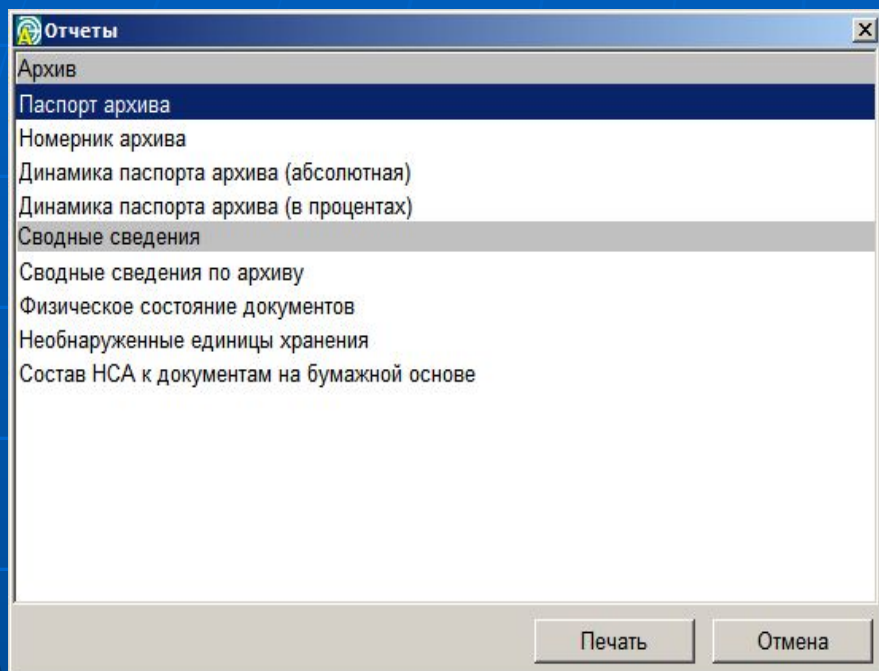 Отчеты
Архив
Паспорт архива
Номерник архива
Динамика паспорта архива (абсолютная)
Динамика паспорта архива (в процентах)
Сводные сведения
Сводные сведения по архиву
Физическое состояние документов
Необнаруженные единицы хранения
Состав НСА к документам на бумажной основе
Печать
Отмена